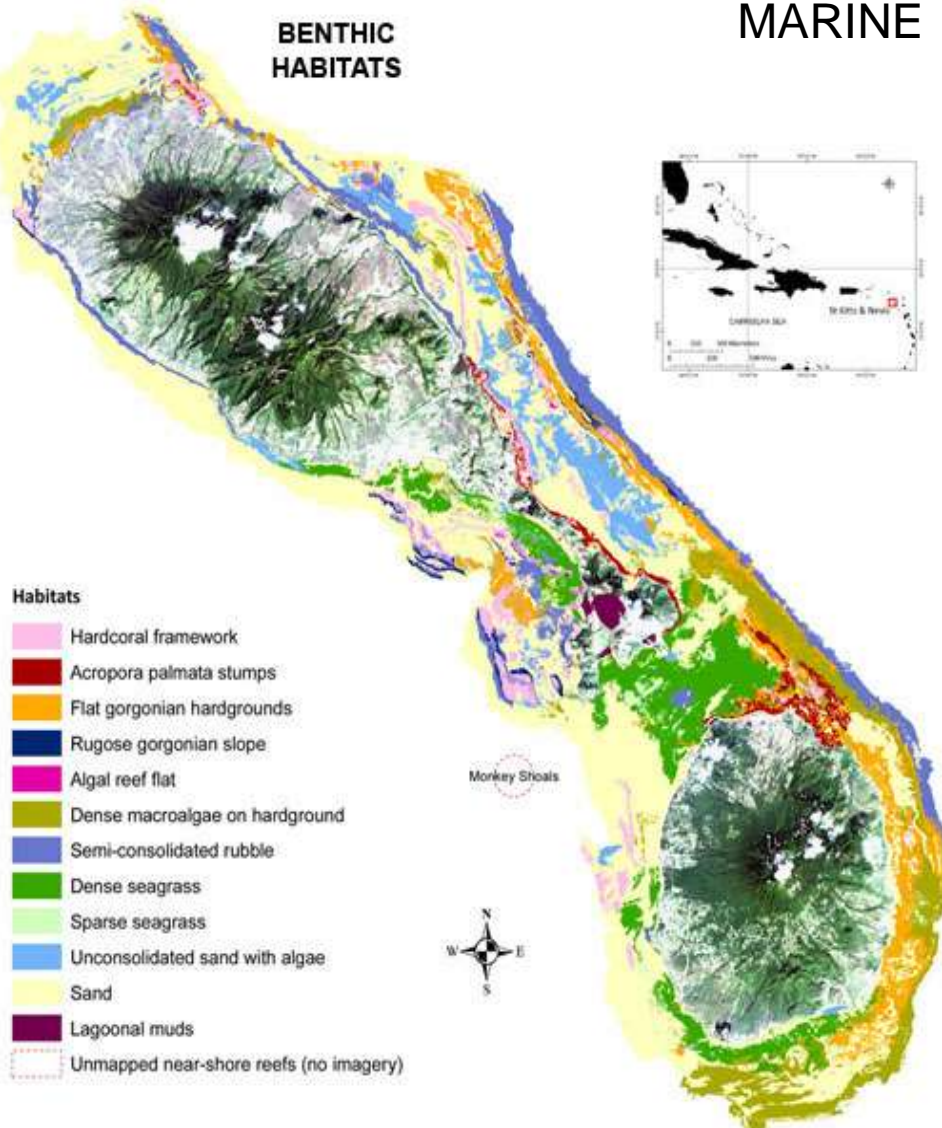 MARINE
BENTHIC
HABITATS
St Kitts & Nevis
CARIBBEAN SEA
Habitats
Hardcoral framework
Acropora palmata stumps
Flat gorgonian hardgrounds
Rugose gorgonian slope
Algal reef flat
Dense macroalgae on hardground
Semi-consolidated rubble
Dense seagrass
Sparse seagrass
Unconsolidated sand with algae
Sand
Lagoonal muds
Unmapped near-shore reefs (no imagery)
Monkey Shoals
N
W E
S